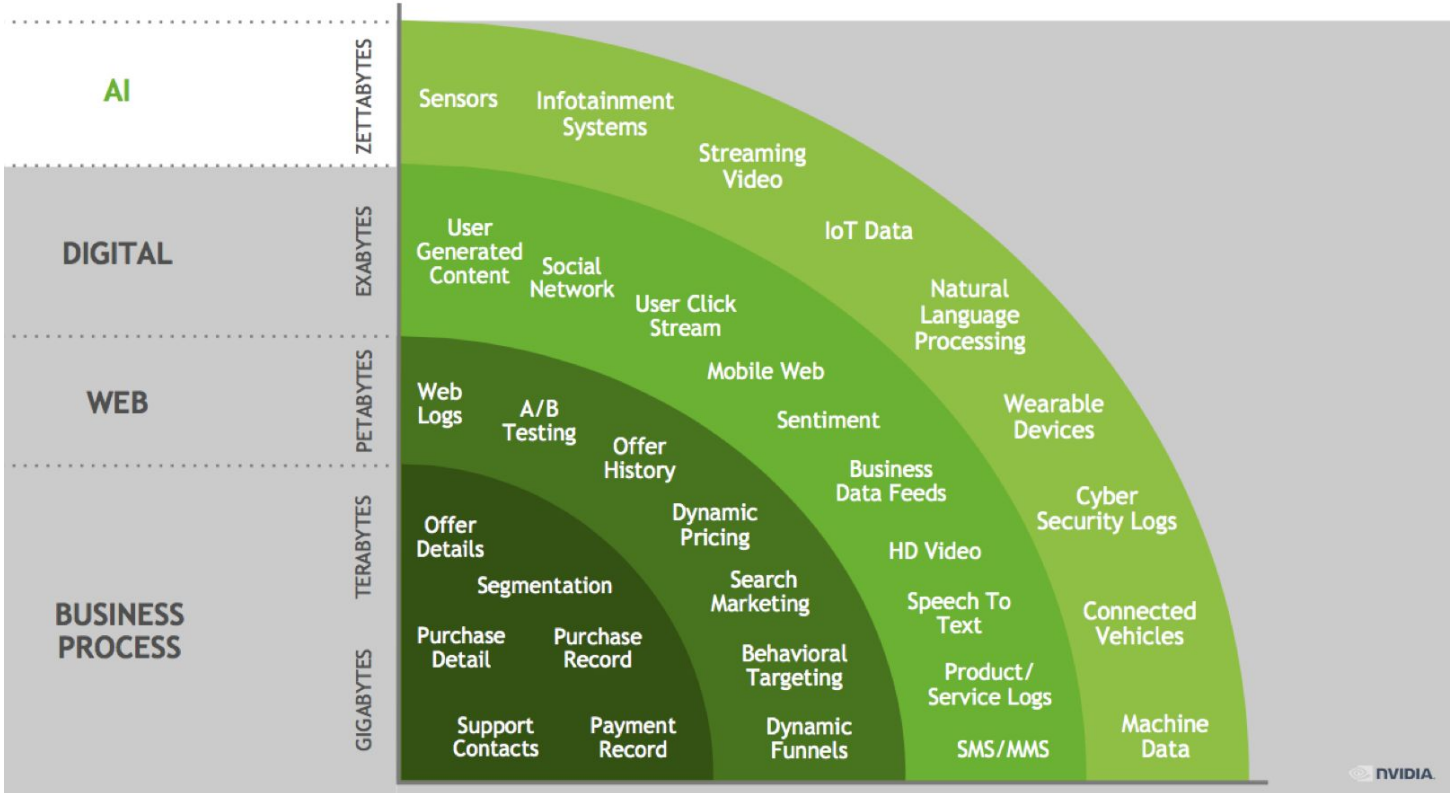 AI
ZETTABYTES
Sensors
Infotainment
Systems
Streaming
Video
IoT Data
Natural
Language
Processing
Wearable
Devices
Cyber
Security Logs
Connected
Vehicles
Machine
Data
DIGITAL
EXABYTES
User
Generated
Content
Social
Network
User Click
Stream
Mobile Web
Sentiment
Business
Data Feeds
HD Video
Speech To
Text
Product/
Service Logs
SMS/MMS
WEB
PETABYTES
Web
Logs
A/B
Testing
Offer
History
Dynamic
Pricing
Search
Marketing
Behavioral
Targeting
Dynamic
Funnels
BUSINESS
PROCESS
TERABYTES
GIGABYTES
Offer
Details
Segmentation
Purchase
Detail
Purchase
Record
Support
Contacts
Payment
Record
NVIDIA.